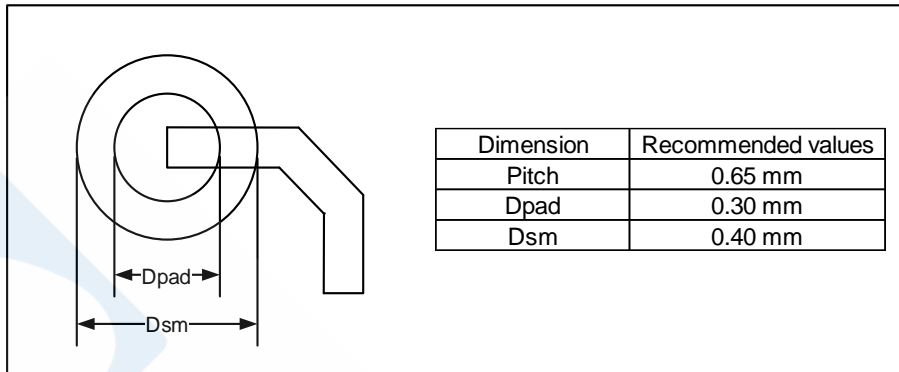 Dpad
Dsm
Dimension Recommended values
Pitch 0.65 mm
Dpad 0.30 mm
Dsm 0.40 mm